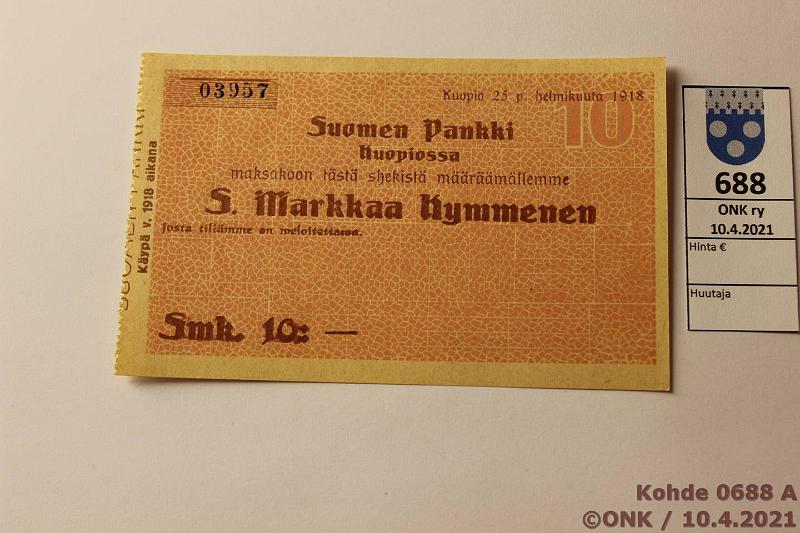 03957
Kuopio 25 p. helmikuuta 1918
10
Suomen Pankki
Kuopiossa
maksakoon tästä shekistä määräämällemme
S. Markkaa Kymmenen
josta tiliämme on veloitettava.
Smk. 10: —
Käypä v. 1918 aikana
688
ONK ry
10.4.2021
Hinta €
Huutaja
Kohde 0688 A
©ONK / 10.4.2021